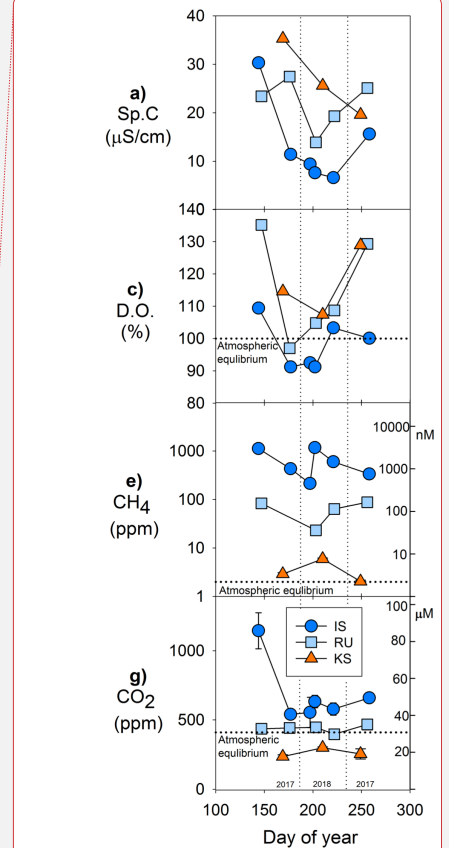 40
30
a)
Sp.C
20
(μS/cm)
10
0
140
130
c)
120
D.O.
110
(%)
100
Atmospheric
equlibrium
90
80
10000
nM
1000
1000
e)
CH4
100
100
(ppm)
10
10
Atmospheric equlibrium
1
100
μM
IS
RU
KS
80
1000
g)
60
CO2
(ppm)
500
40
Atmospheric
equlibrium
20
2017
2018
2017
0
100
150
200
250
300
Day of year